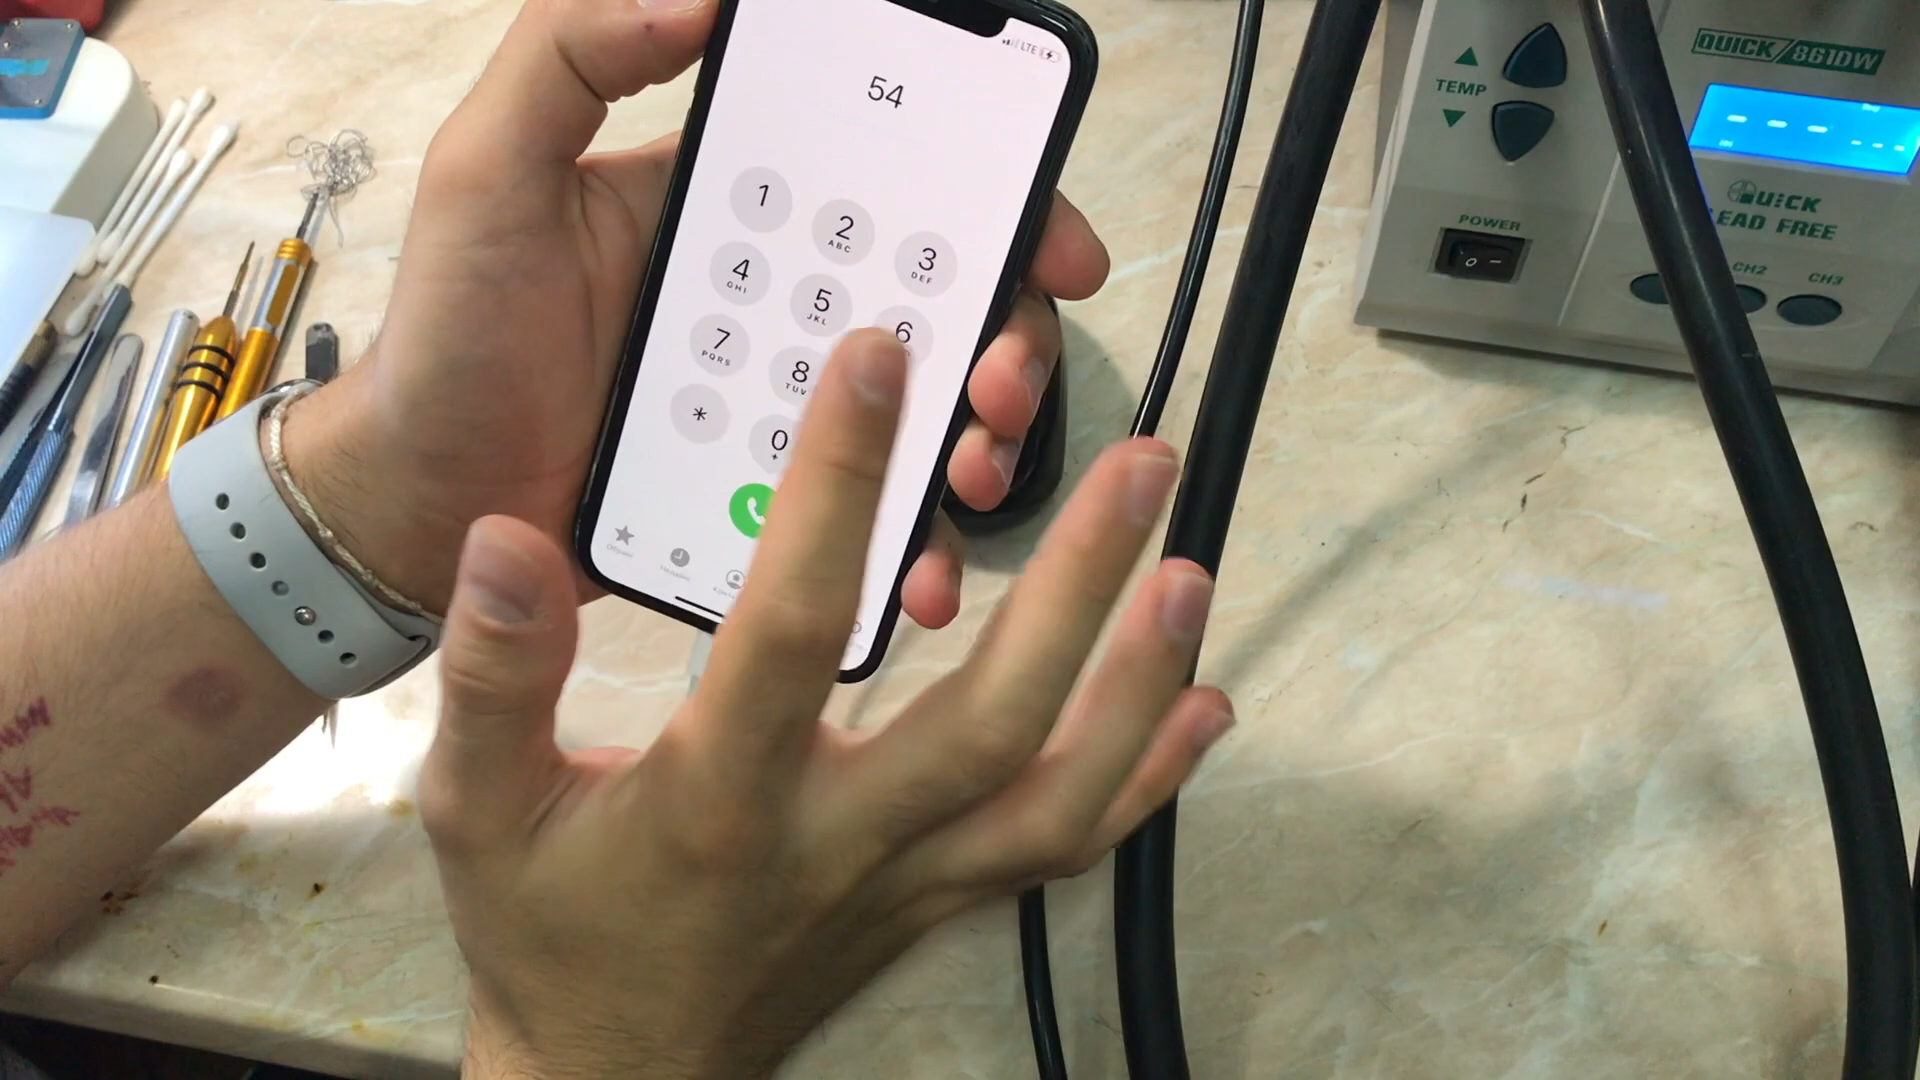 LTE
54
1
2
ABC
3
DEF
4
GHI
5
JKL
6
7
PQRS
8
TUV
*
0
+
Недавние
QUICK 861DW
TEMP
QUICK
LEAD FREE
POWER
CH2
CH3